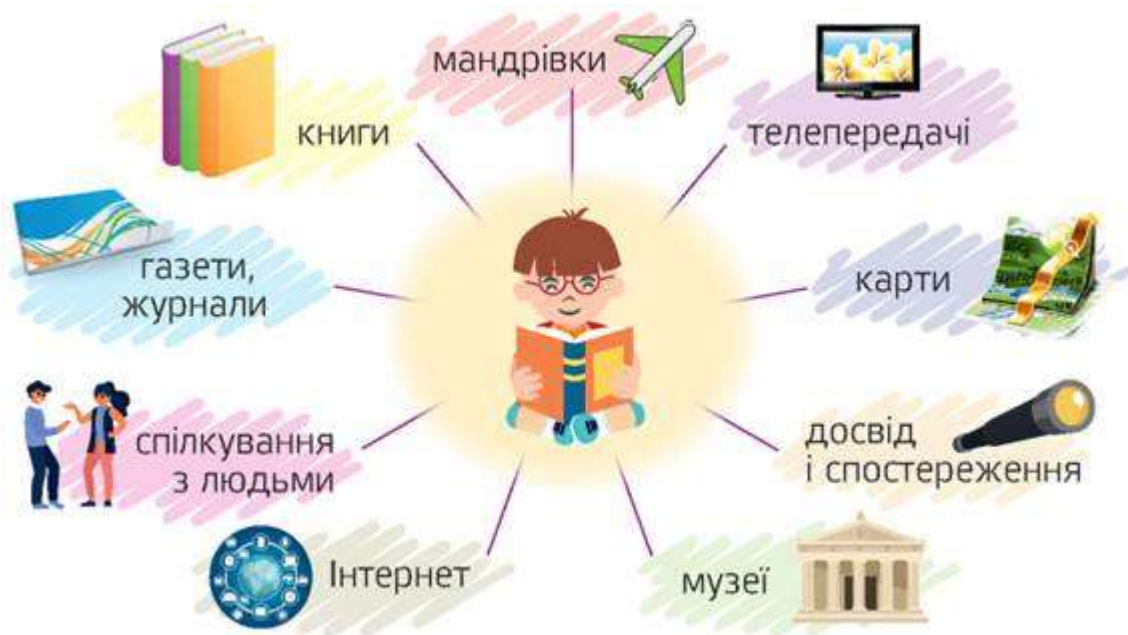 мандрівки
книги
телепередачі
газети,
журнали
карти
спілкування
з людьми
досвід
і спостереження
Інтернет
музеї